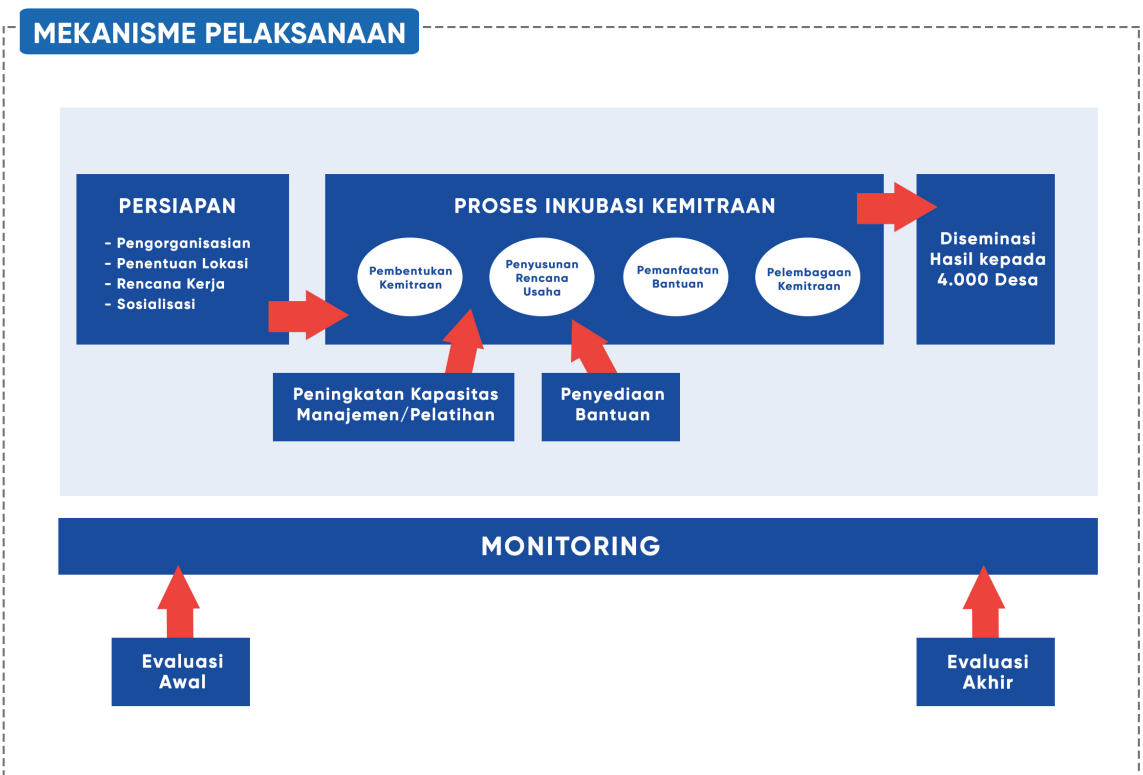 MEKANISME PELAKSANAAN
PERSIAPAN
- Pengorganisasian
- Penentuan Lokasi
- Rencana Kerja
- Sosialisasi
PROSES INKUBASI KEMITRAAN
Pembentukan
Kemitraan
Penyusunan
Rencana
Usaha
Pemanfaatan
Bantuan
Pelembagaan
Kemitraan
Diseminasi
Hasil kepada
4.000 Desa
Peningkatan Kapasitas
Manajemen/Pelatihan
Penyediaan
Bantuan
MONITORING
Evaluasi
Awal
Evaluasi
Akhir